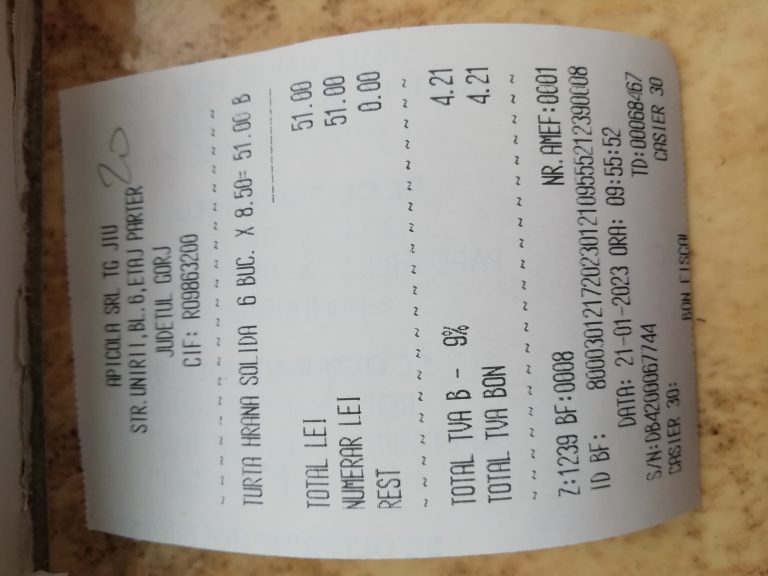 20
APICOLA SRL TG JIU
STR.UNIRII,BL.6,ETAJ PARTER
JUDETUL GORJ
CIF: RO9863200
~ ~ ~ ~ ~ ~ ~ ~ ~ ~ ~ ~ ~ ~ ~ ~
TURTA HRANA SOLIDA 6 BUC. X 8.50= 51.00 B
TOTAL LEI 51.00
NUMERAR LEI 51.00
REST 0.00
~ ~ ~ ~ ~ ~ ~ ~ ~ ~ ~ ~ ~ ~ ~ ~
TOTAL TVA B - 9% 4.21
TOTAL TVA BON 4.21
~ ~ ~ ~ ~ ~ ~ ~ ~ ~ ~ ~ ~ ~ ~ ~
Z:1239 BF:0008 NR.AMEF:0001
ID BF: 80003012172023012109555212390008
DATA: 21-01-2023 ORA: 09:55:52
S/N:DB4200067744 TD:00068467
CASIER 30: CASIER 30
BON FISCAL